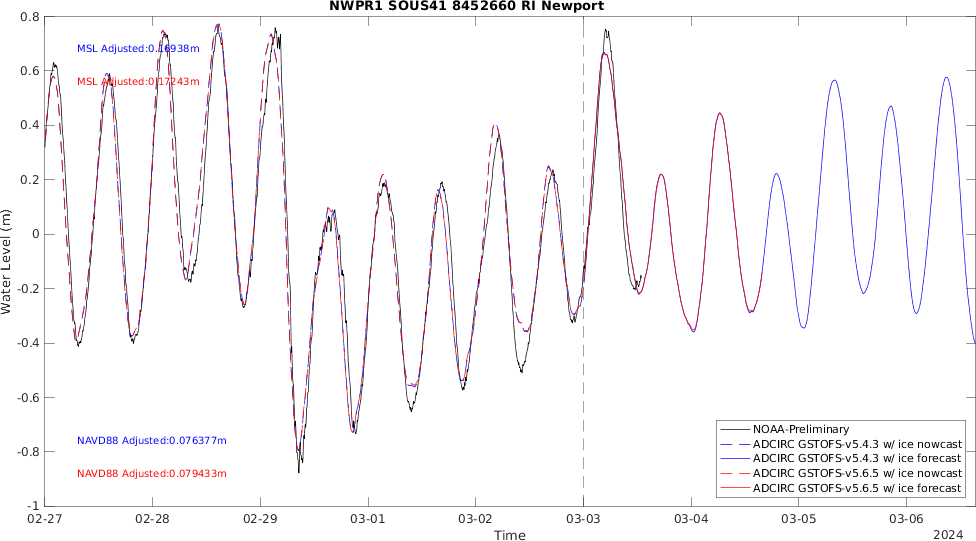 NWPR1 SOUS41 8452660 RI Newport
0.8
MSL Adjusted:0.16938m
0.6
MSL Adjusted:0.17243m
0.4
0.2
0
-0.2
-0.4
-0.6
-0.8
-1
Water Level (m)
NAVD88 Adjusted:0.076377m
NAVD88 Adjusted:0.079433m
NOAA-Preliminary
ADCIRC GSTOFS-v5.4.3 w/ ice nowcast
ADCIRC GSTOFS-v5.4.3 w/ ice forecast
ADCIRC GSTOFS-v5.6.5 w/ ice nowcast
ADCIRC GSTOFS-v5.6.5 w/ ice forecast
02-27 02-28 02-29 03-01 03-02 03-03 03-04 03-05 03-06
Time
2024